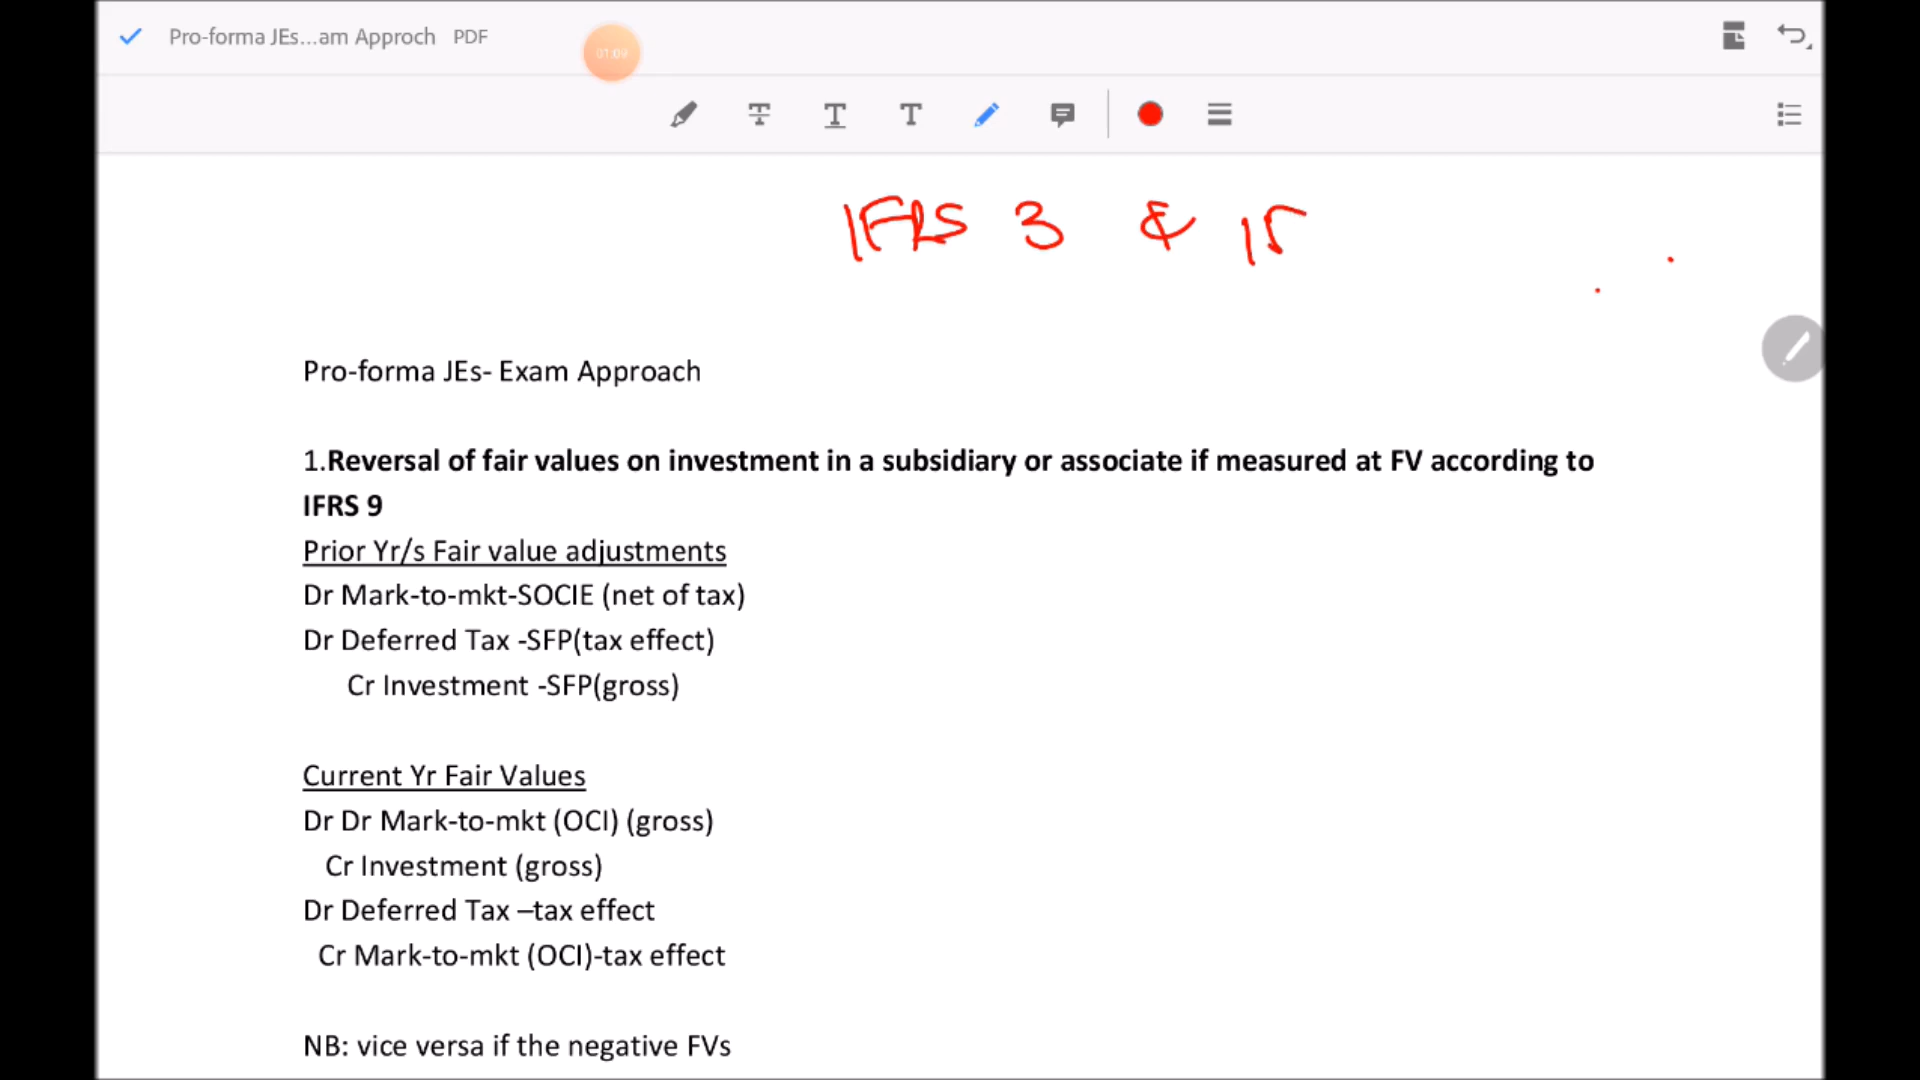 Pro-forma JEs...am Approch PDF
01:09
IFRS 3 & 1
Pro-forma JEs- Exam Approach
1.Reversal of fair values on investment in a subsidiary or associate if measured at FV according to
IFRS 9
Prior Yr/s Fair value adjustments
Dr Mark-to-mkt-SOCIE (net of tax)
Dr Deferred Tax -SFP(tax effect)
Cr Investment -SFP(gross)
Current Yr Fair Values
Dr Dr Mark-to-mkt (OCI) (gross)
Cr Investment (gross)
Dr Deferred Tax –tax effect
Cr Mark-to-mkt (OCI)-tax effect
NB: vice versa if the negative FVs